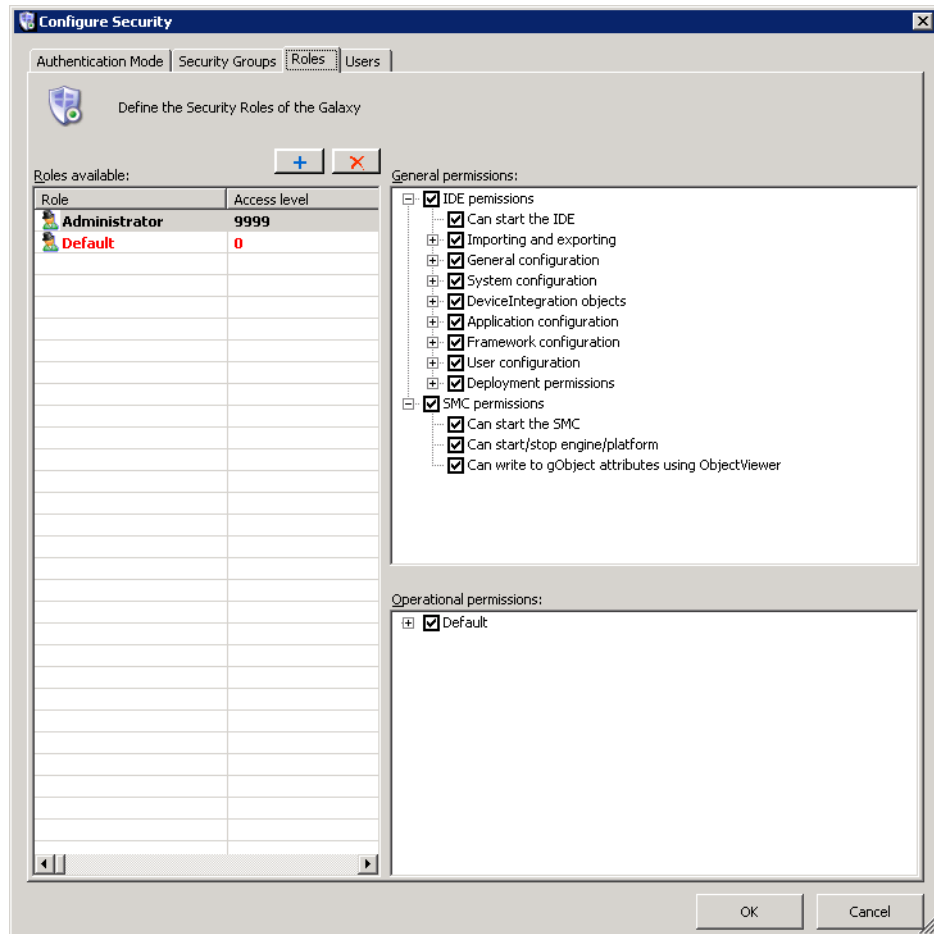 Configure Security
Authentication Mode Security Groups Roles Users
Define the Security Roles of the Galaxy
Roles available:
Role Access level
Administrator 9999
Default 0
General permissions:
IDE pemissions
Can start the IDE
Importing and exporting
General configuration
System configuration
DeviceIntegration objects
Application configuration
Framework configuration
User configuration
Deployment permissions
SMC permissions
Can start the SMC
Can start/stop engine/platform
Can write to gObject attributes using ObjectViewer
Operational permissions:
Default
OK Cancel